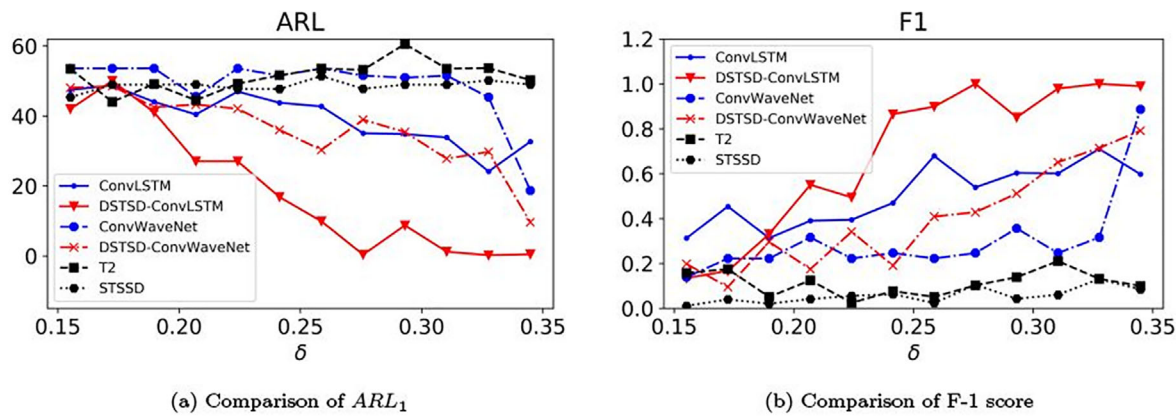 ARL
60
40
20
0
ConvLSTM
DSTSD-ConvLSTM
ConvWaveNet
DSTSD-ConvWaveNet
T2
STSSD
0.15 0.20 0.25 0.30 0.35
δ
(a) Comparison of ARL₁
F1
1.2
1.0
0.8
0.6
0.4
0.2
0.0
ConvLSTM
DSTSD-ConvLSTM
ConvWaveNet
DSTSD-ConvWaveNet
T2
STSSD
0.15 0.20 0.25 0.30 0.35
δ
(b) Comparison of F-1 score